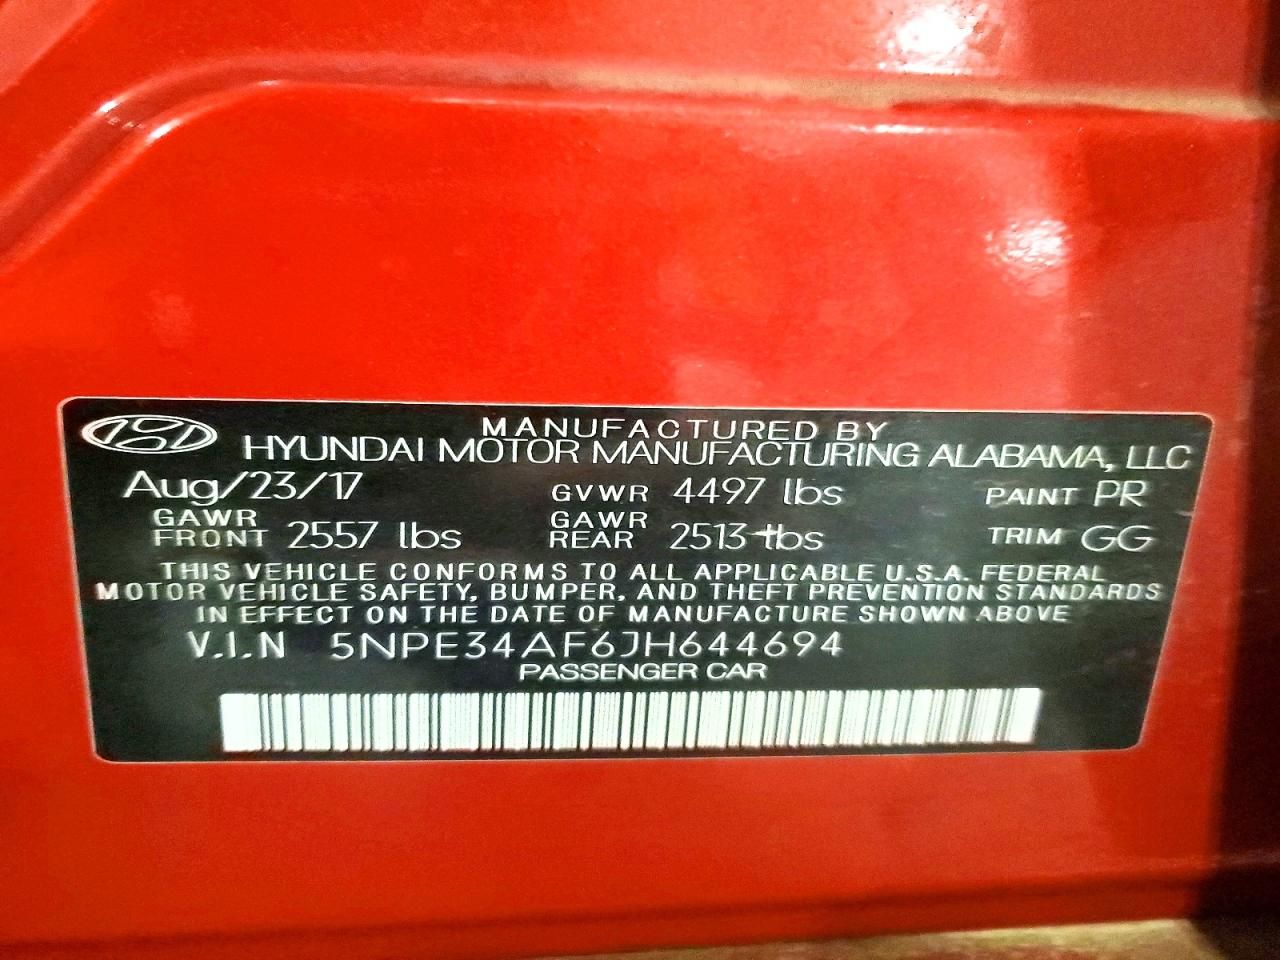 MANUFACTURED BY
HYUNDAI MOTOR MANUFACTURING ALABAMA, LLC
Aug/23/17 GVWR 4497 lbs PAINT PR
GAWR FRONT 2557 lbs GAWR REAR 2513 lbs TRIM GG
THIS VEHICLE CONFORMS TO ALL APPLICABLE U.S.A. FEDERAL
MOTOR VEHICLE SAFETY, BUMPER, AND THEFT PREVENTION STANDARDS
IN EFFECT ON THE DATE OF MANUFACTURE SHOWN ABOVE
V.I.N 5NPE34AF6JH644694
PASSENGER CAR